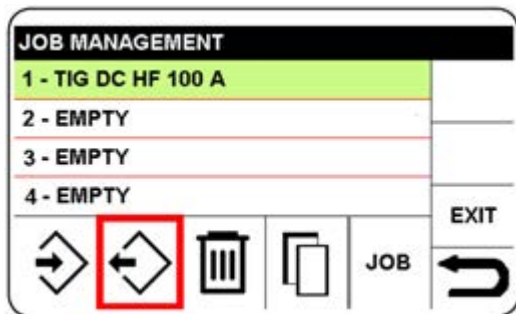 JOB MANAGEMENT
1 - TIG DC HF 100 A
2 - EMPTY
3 - EMPTY
4 - EMPTY
EXIT
JOB